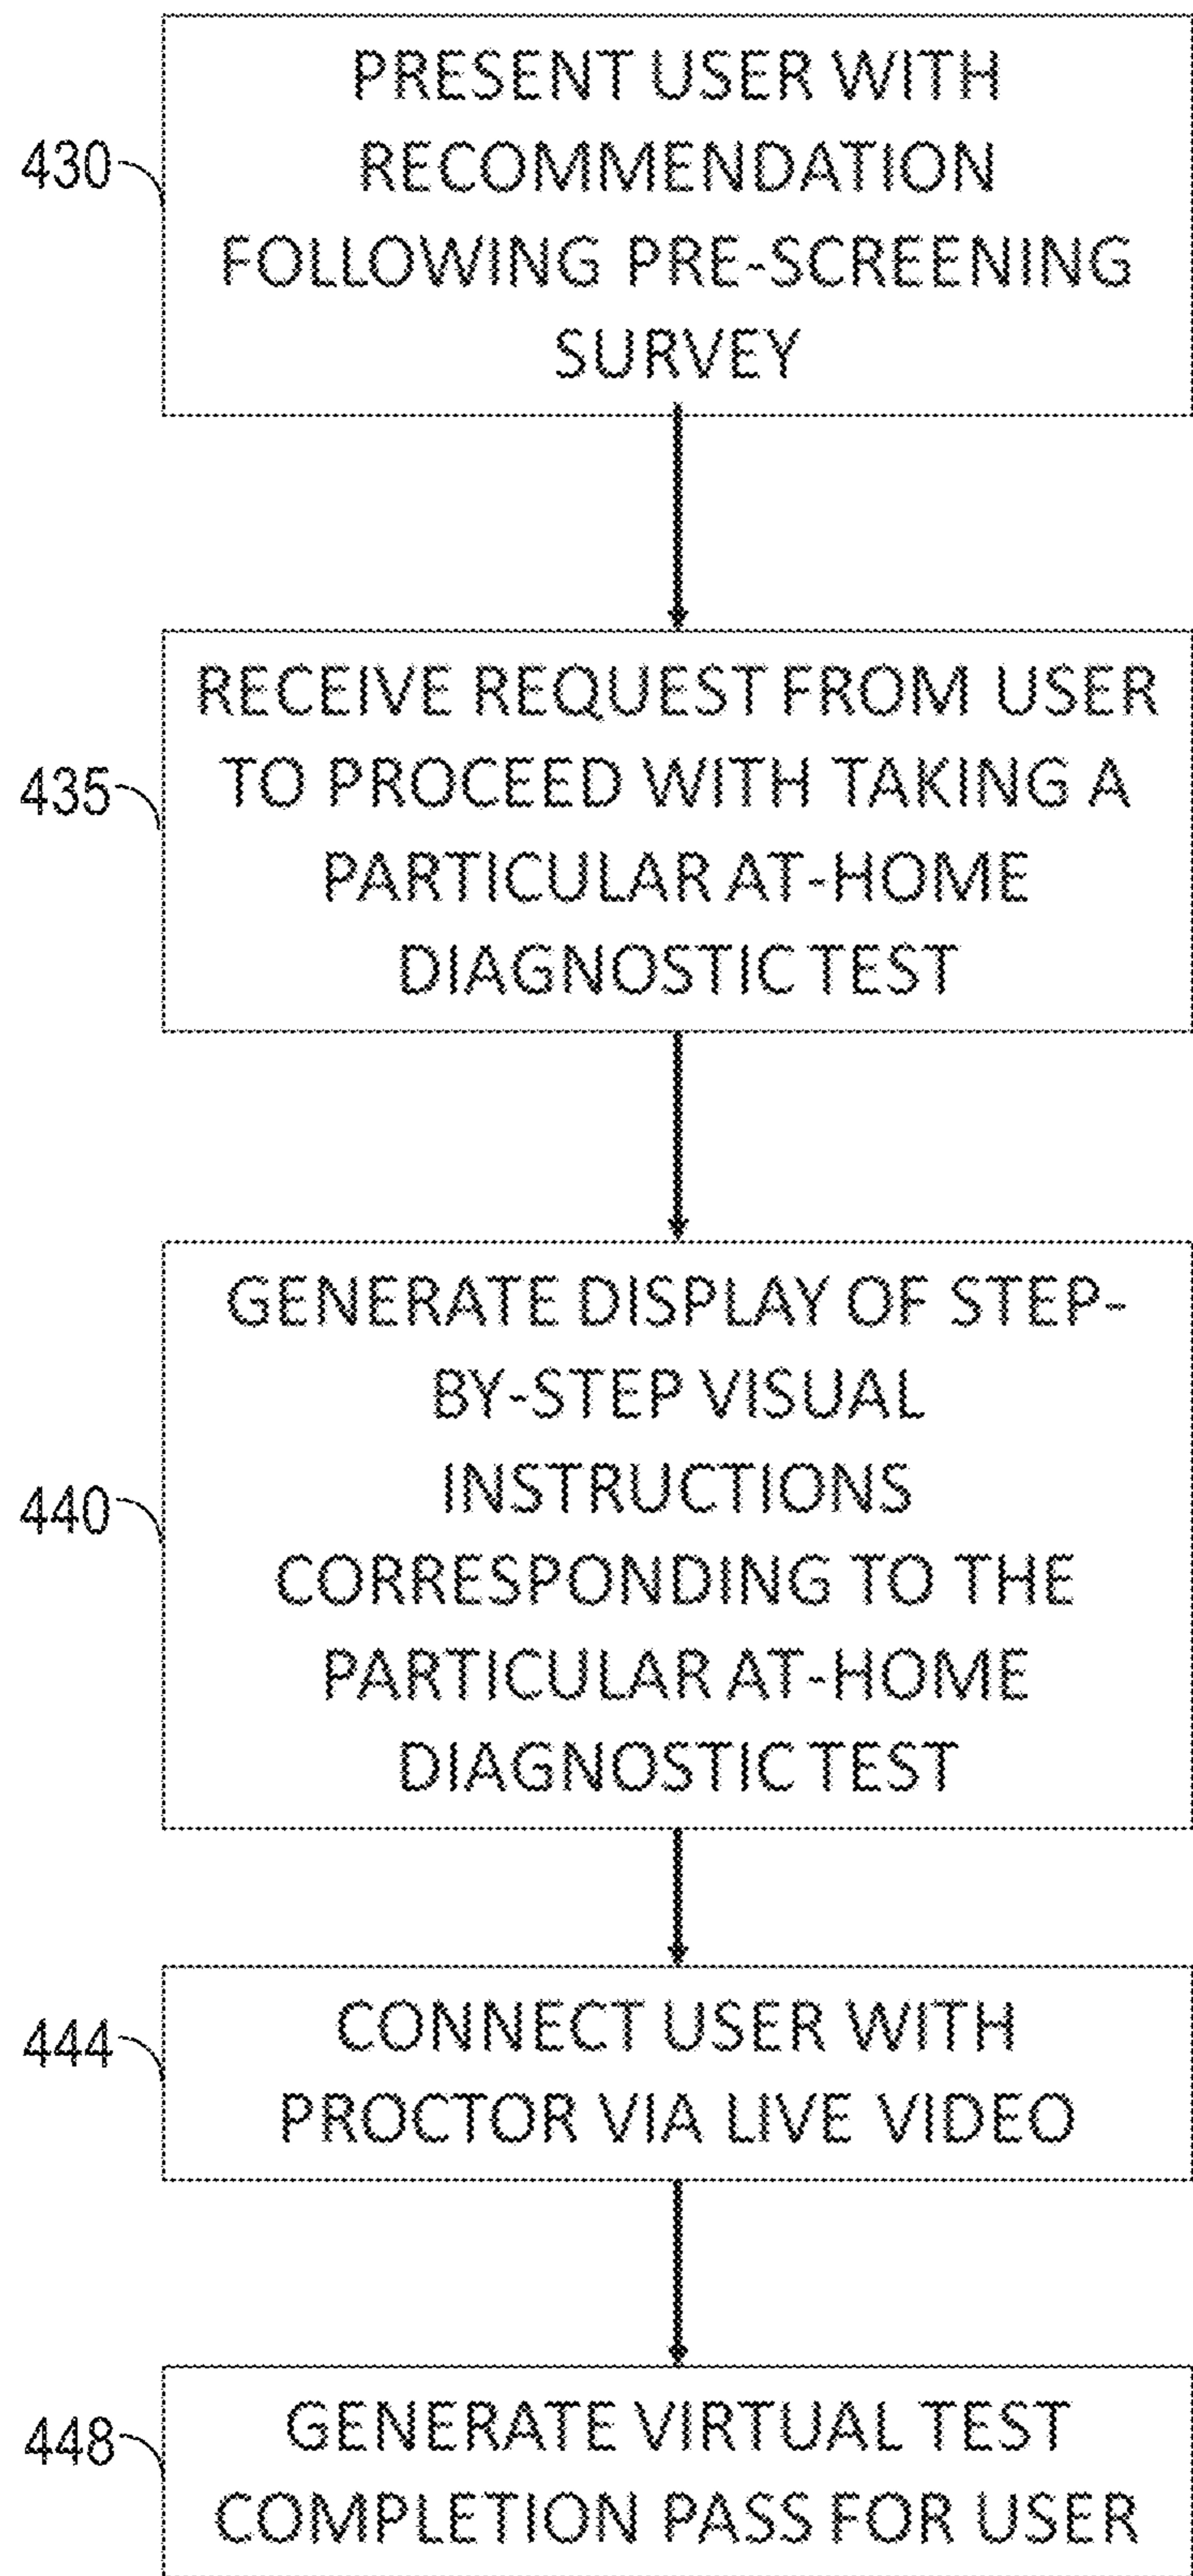 430
PRESENT USER WITH
RECOMMENDATION
FOLLOWING PRE-SCREENING
SURVEY
435
RECEIVE REQUEST FROM USER
TO PROCEED WITH TAKING A
PARTICULAR AT-HOME
DIAGNOSTIC TEST
440
GENERATE DISPLAY OF STEP-
BY-STEP VISUAL
INSTRUCTIONS
CORRESPONDING TO THE
PARTICULAR AT-HOME
DIAGNOSTIC TEST
444
CONNECT USER WITH
PROCTOR VIA LIVE VIDEO
448
GENERATE VIRTUAL TEST
COMPLETION PASS FOR USER